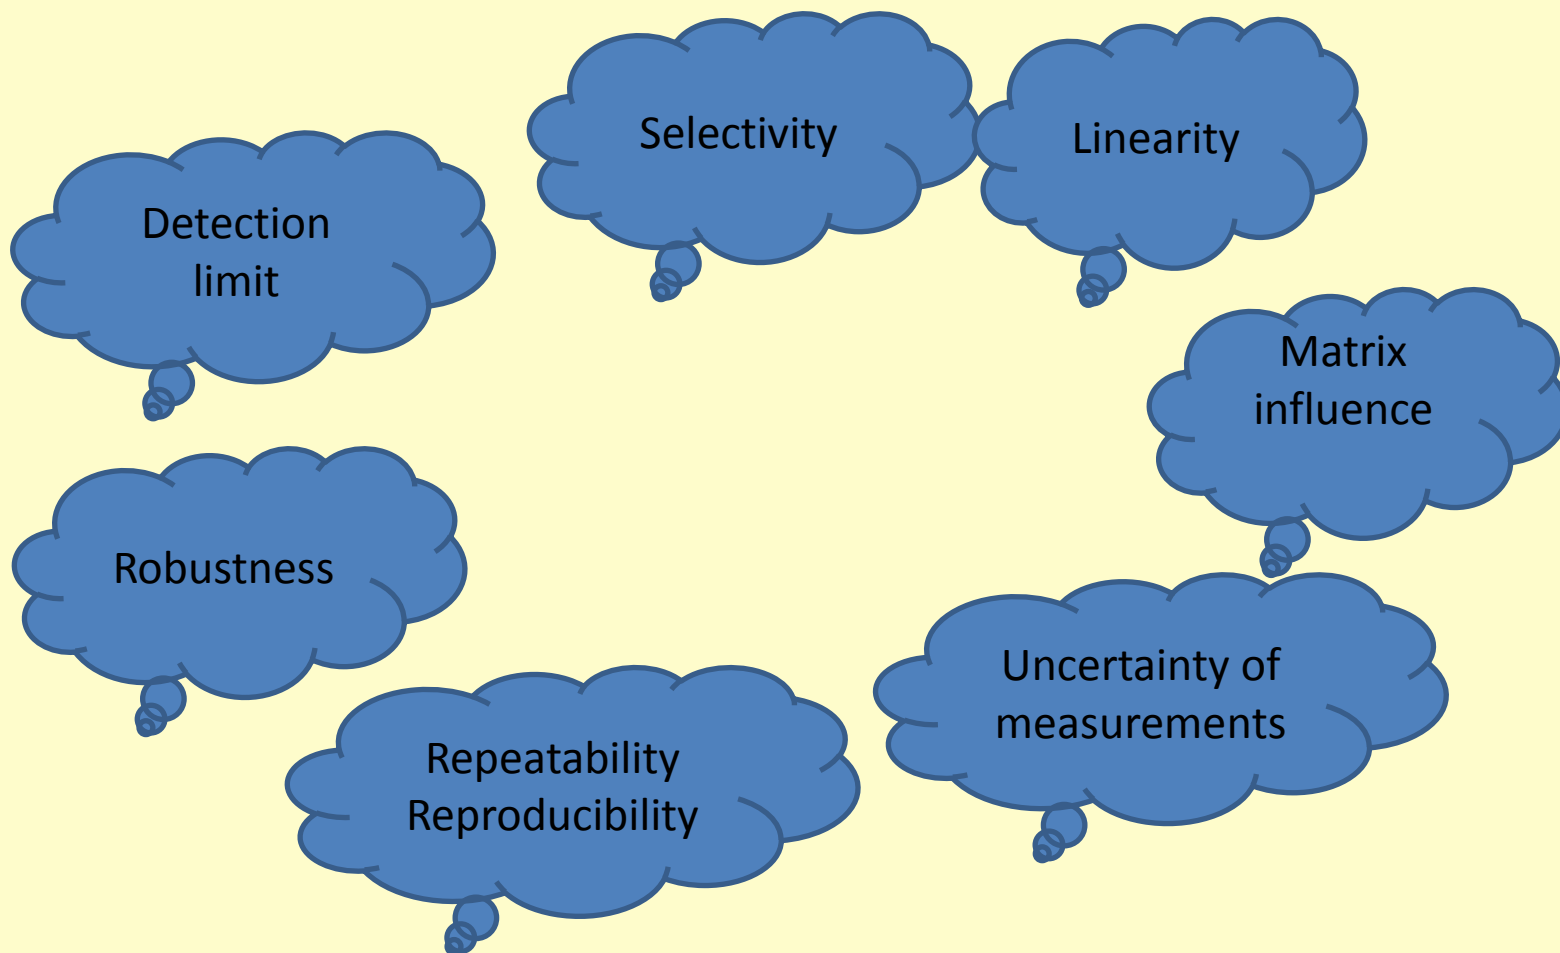 Selectivity
Linearity
Detection
limit
Matrix
influence
Robustness
Uncertainty of
measurements
Repeatability
Reproducibility